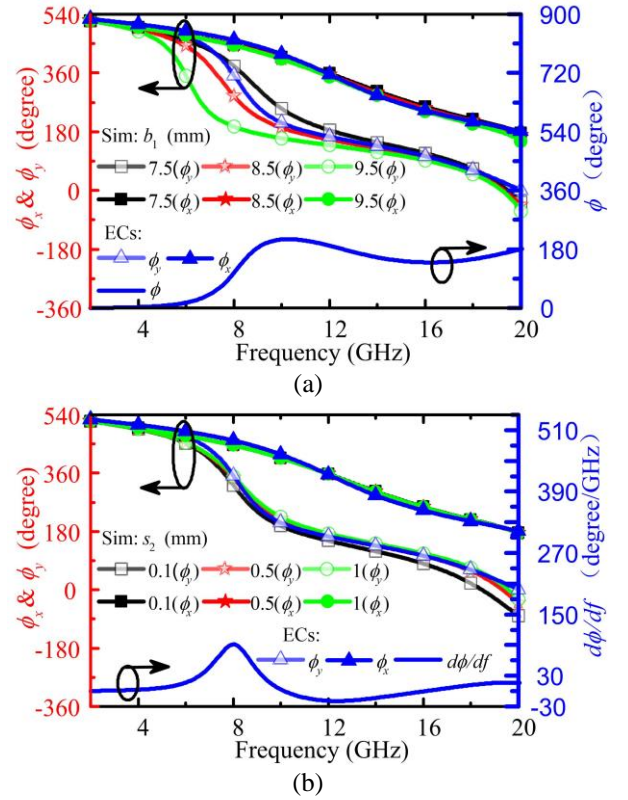 540
360
180
0
-180
-360
ϕx & ϕy (degree)
900
720
540
360
180
0
ϕ (degree)
Sim: b1 (mm)
7.5(ϕy) 8.5(ϕy) 9.5(ϕy)
7.5(ϕx) 8.5(ϕx) 9.5(ϕx)
ECs:
ϕy ϕx
ϕ
4 8 12 16 20
Frequency (GHz)
(a)
540
360
180
0
-180
-360
ϕx & ϕy (degree)
510
390
270
150
30
-30
dϕ/df (degree/GHz)
Sim: s2 (mm)
0.1(ϕy) 0.5(ϕy) 1(ϕy)
0.1(ϕx) 0.5(ϕx) 1(ϕx)
ECs:
ϕy ϕx dϕ/df
4 8 12 16 20
Frequency (GHz)
(b)